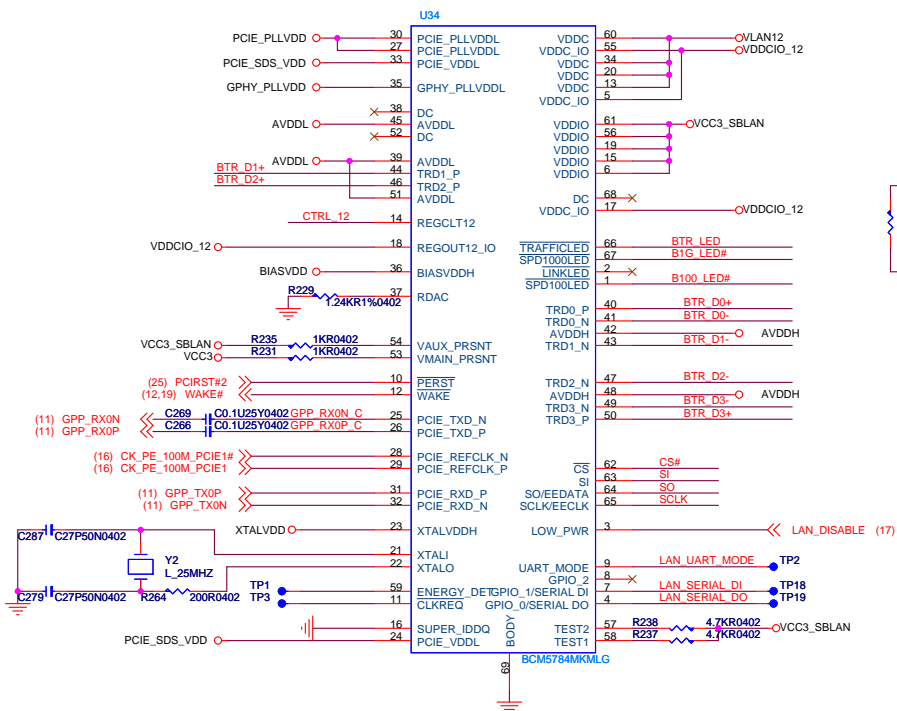 U34
PCIE_PLLVDD 30 PCIE_PLLVDDL VDDC 60 VLAN12
27 PCIE_PLLVDDL VDDC_IO 55 VDDCIO_12
PCIE_SDS_VDD 33 PCIE_VDDL VDDC 34
VDDC 20
GPHY_PLLVDD 35 GPHY_PLLVDDL VDDC 13
VDDC_IO 5
38 DC
AVDDL 45 AVDDL VDDIO 61 VCC3_SBLAN
52 DC VDDIO 56
VDDIO 19
AVDDL 39 AVDDL VDDIO 15
BTR_D1+ 44 TRD1_P VDDIO 6
BTR_D2+ 46 TRD2_P
51 AVDDL DC 68
CTRL_12 14 REGCLT12 VDDC_IO 17 VDDCIO_12
VDDCIO_12 18 REGOUT12_IO TRAFFICLED 66 BTR_LED
SPD1000LED 67 B1G_LED#
BIASVDD 36 BIASVDDH LINKLED 2
SPD100LED 1 B100_LED#
R229 1.24KR1%0402 37 RDAC
TRD0_P 40 BTR_D0+
TRD0_N 41 BTR_D0-
AVDDH 42 AVDDH
VCC3_SBLAN R235 1KR0402 54 VAUX_PRSNT TRD1_N 43 BTR_D1-
VCC3 R231 1KR0402 53 VMAIN_PRSNT
(25) PCIRST#2 10 PERST TRD2_N 47 BTR_D2-
(12,19) WAKE# 12 WAKE AVDDH 48 AVDDH
TRD3_N 49 BTR_D3-
(11) GPP_RX0N C269 C0.1U25Y0402 GPP_RX0N_C 25 PCIE_TXD_N TRD3_P 50 BTR_D3+
(11) GPP_RX0P C266 C0.1U25Y0402 GPP_RX0P_C 26 PCIE_TXD_P
(16) CK_PE_100M_PCIE1# 28 PCIE_REFCLK_N CS 62 CS#
(16) CK_PE_100M_PCIE1 29 PCIE_REFCLK_P SI 63 SI
(11) GPP_TX0P 31 PCIE_RXD_P SO/EEDATA 64 SO
(11) GPP_TX0N 32 PCIE_RXD_N SCLK/EECLK 65 SCLK
XTALVDD 23 XTALVDDH LOW_PWR 3 LAN_DISABLE (17)
C287 C27P50N0402
21 XTALI
Y2 22 XTALO UART_MODE 9 LAN_UART_MODE TP2
L_25MHZ GPIO_2 8
TP1 59 ENERGY_DET GPIO_1/SERIAL DI 7 LAN_SERIAL_DI TP18
C279 C27P50N0402 R264 200R0402 TP3 11 CLKREQ GPIO_0/SERIAL DO 4 LAN_SERIAL_DO TP19
16 SUPER_IDDQ TEST2 57 R238 4.7KR0402 VCC3_SBLAN
PCIE_SDS_VDD 24 PCIE_VDDL TEST1 58 R237 4.7KR0402
BODY
BCM5784MKMLG
69